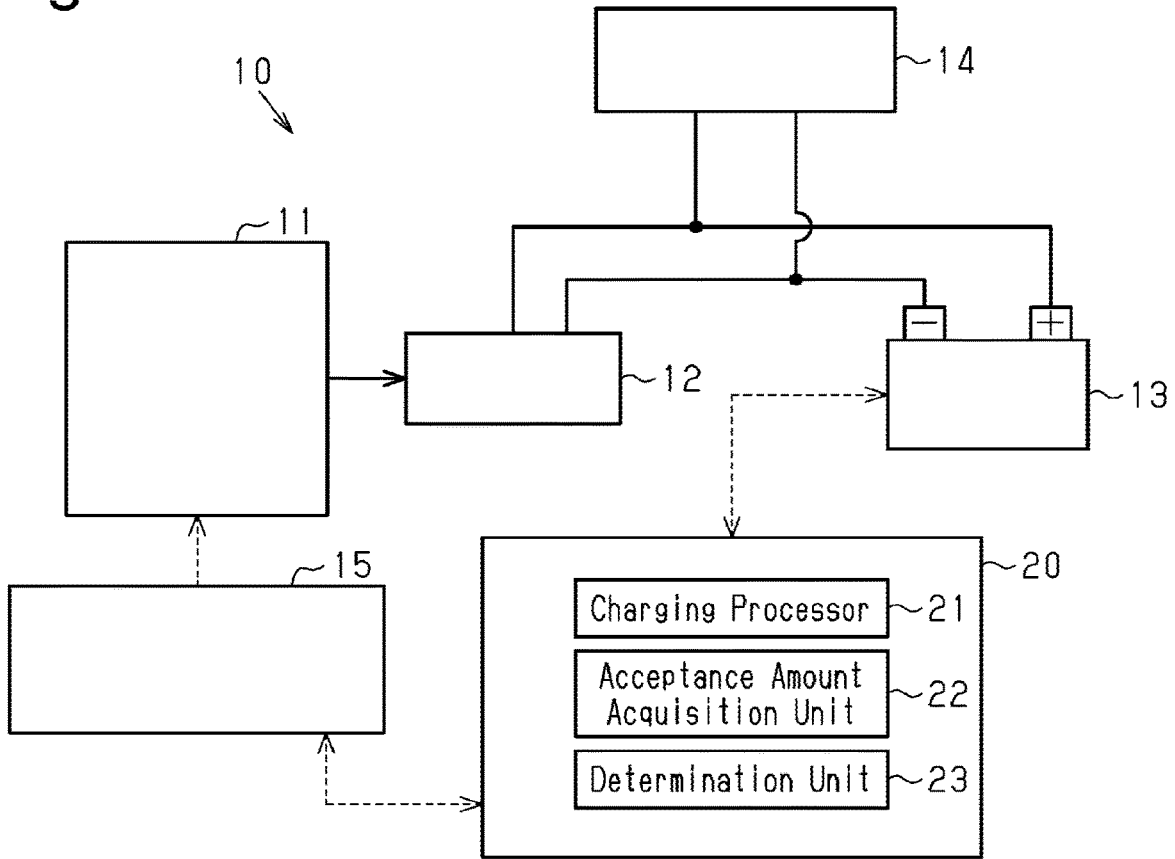 10
14
11
12
− +
13
15
20
Charging Processor 21
Acceptance Amount
Acquisition Unit 22
Determination Unit 23